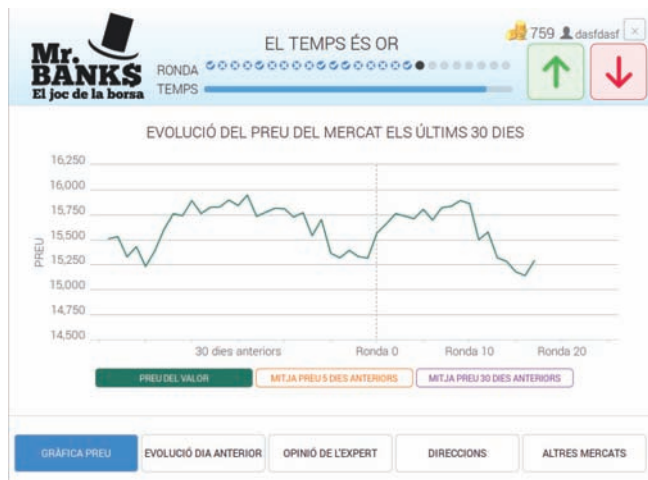 Mr.
BANK$
El joc de la borsa
EL TEMPS ÉS OR
759 dasfdasf
RONDA
TEMPS
EVOLUCIÓ DEL PREU DEL MERCAT ELS ÚLTIMS 30 DIES
16,250
16,000
15,750
15,500
15,250
15,000
14,750
14,500
PREU
30 dies anteriors Ronda 0 Ronda 10 Ronda 20
PREU DEL VALOR MITJA PREU 5 DIES ANTERIORS MITJA PREU 30 DIES ANTERIORS
GRÀFICA PREU EVOLUCIÓ DIA ANTERIOR OPINIÓ DE L'EXPERT DIRECCIONS ALTRES MERCATS